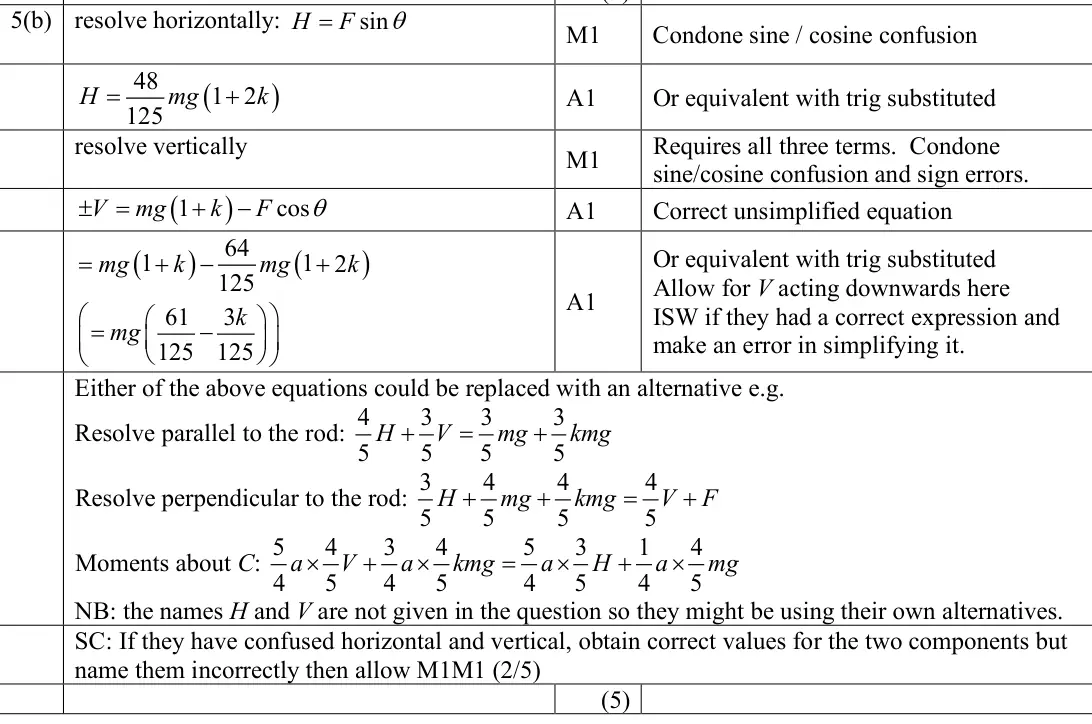 5(b) resolve horizontally: H = F sin θ M1 Condone sine / cosine confusion
H = 48/125 mg(1 + 2k) A1 Or equivalent with trig substituted
resolve vertically M1 Requires all three terms. Condone
sine/cosine confusion and sign errors.
±V = mg(1 + k) − F cos θ A1 Correct unsimplified equation
= mg(1 + k) − 64/125 mg(1 + 2k)
(= mg(61/125 − 3k/125))
A1
Or equivalent with trig substituted
Allow for V acting downwards here
ISW if they had a correct expression and
make an error in simplifying it.
Either of the above equations could be replaced with an alternative e.g.
Resolve parallel to the rod: 4/5 H + 3/5 V = 3/5 mg + 3/5 kmg
Resolve perpendicular to the rod: 3/5 H + 4/5 mg + 4/5 kmg = 4/5 V + F
Moments about C: 5/4 a × 4/5 V + 3/4 a × 4/5 kmg = 5/4 a × 3/5 H + 1/4 a × 4/5 mg
NB: the names H and V are not given in the question so they might be using their own alternatives.
SC: If they have confused horizontal and vertical, obtain correct values for the two components but
name them incorrectly then allow M1M1 (2/5)
(5)